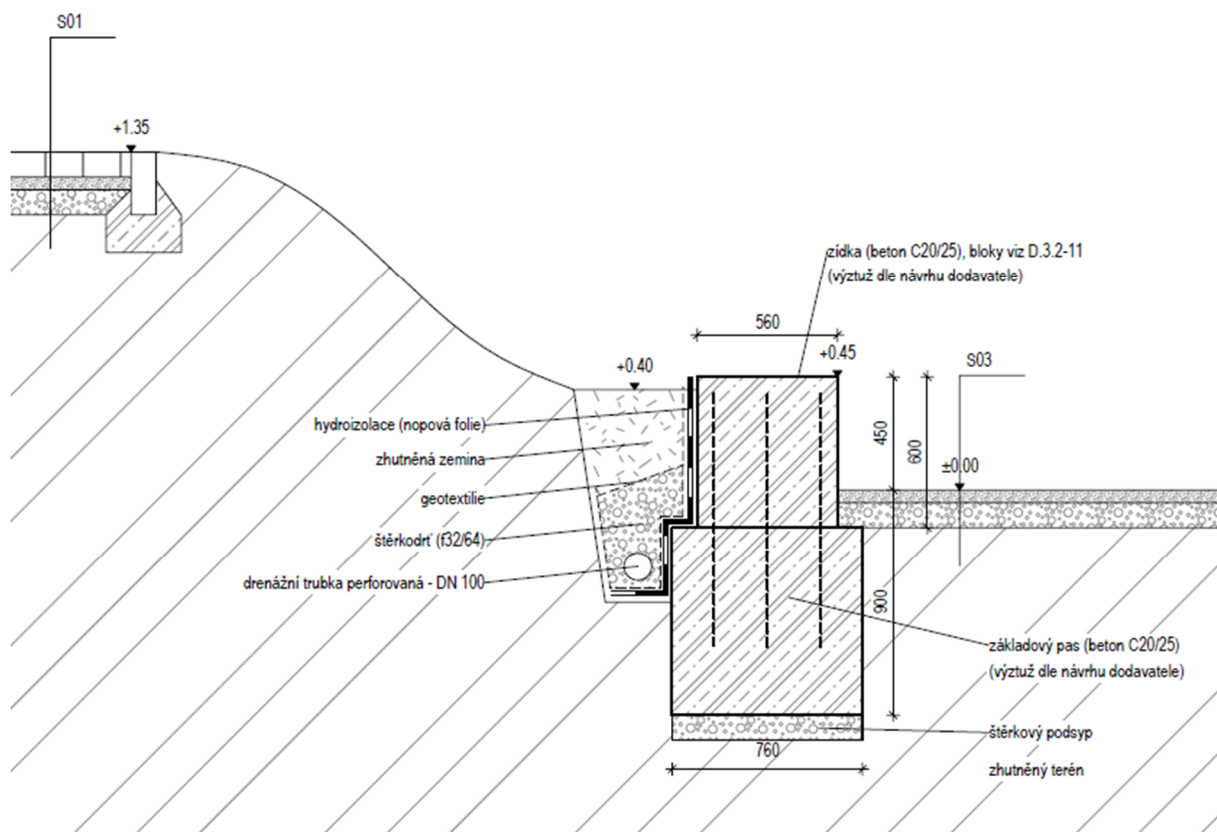 S01
+1.35
zídka (beton C20/25), bloky viz D.3.2-11
(výztuž dle návrhu dodavatele)
560
+0.40
+0.45
S03
hydroizolace (nopová folie)
450
600
zhutněná zemina
±0.00
geotextilie
štěrkodrť (f32/64)
drenážní trubka perforovaná - DN 100
900
základový pas (beton C20/25)
(výztuž dle návrhu dodavatele)
štěrkový podsyp
760
zhutněný terén